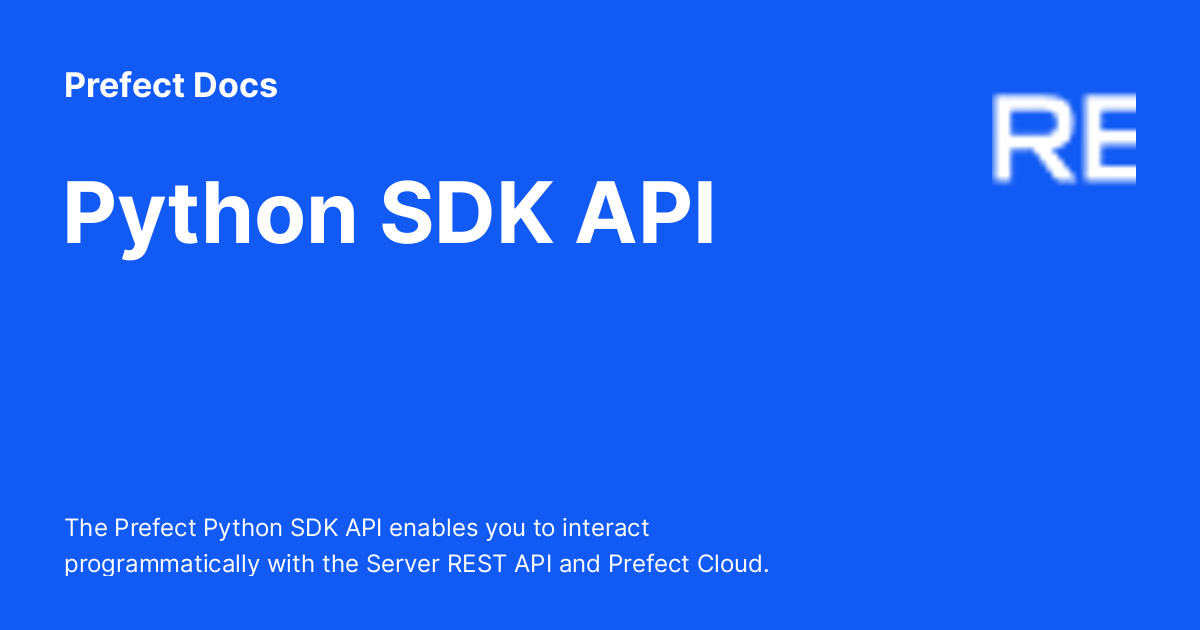 Prefect Docs
RE
Python SDK API
The Prefect Python SDK API enables you to interact
programmatically with the Server REST API and Prefect Cloud.